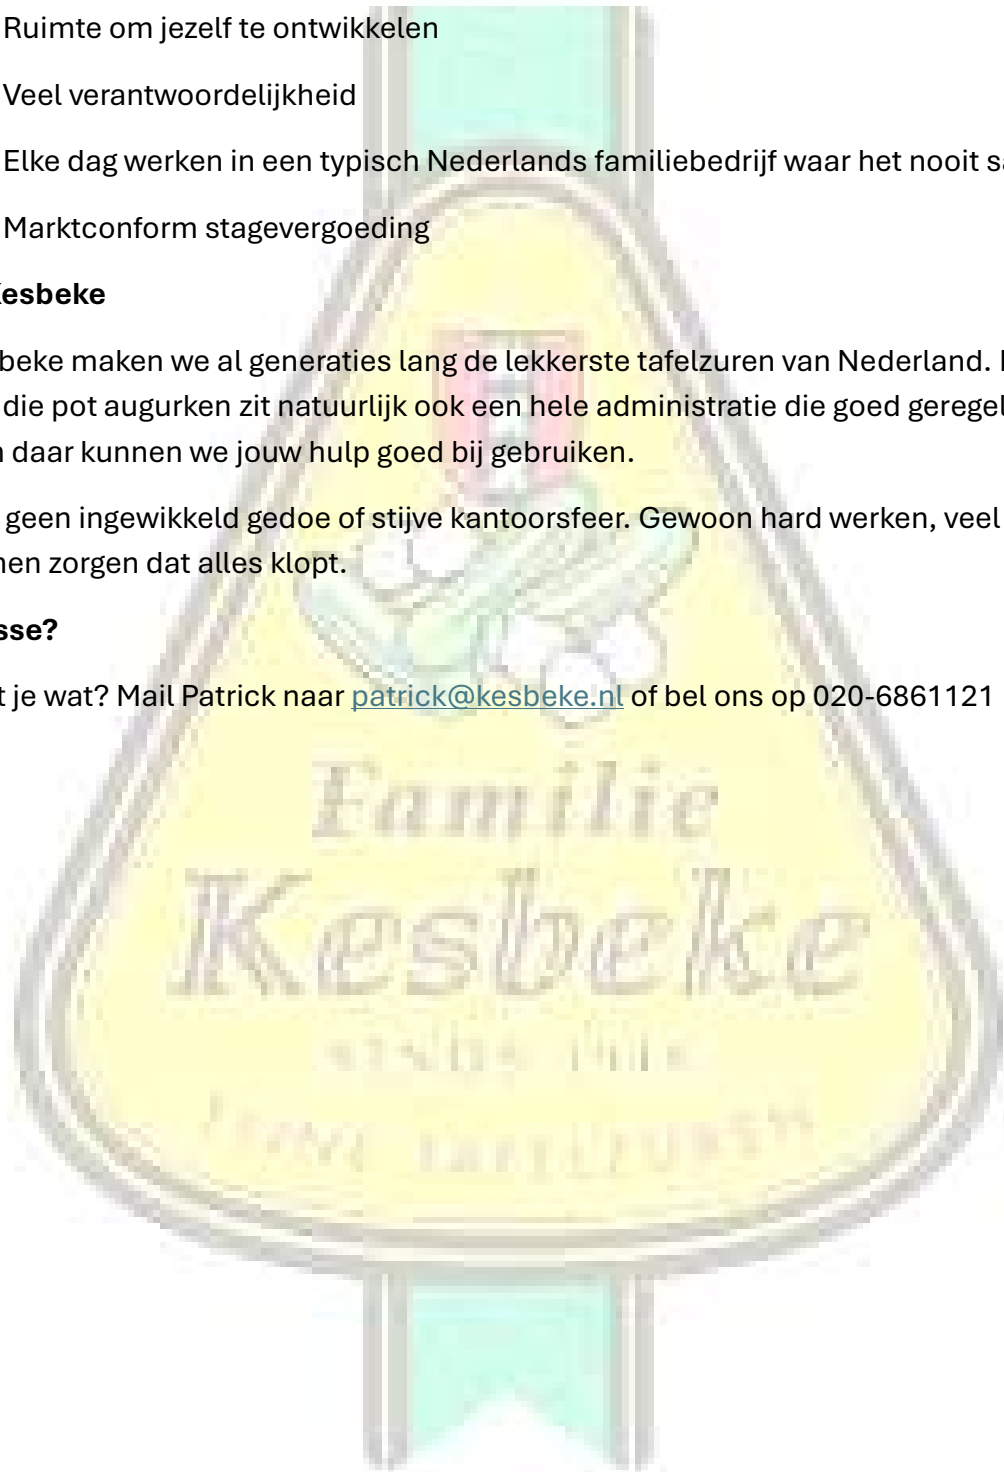 Ruimte om jezelf te ontwikkelen
Veel verantwoordelijkheid
Elke dag werken in een typisch Nederlands familiebedrijf waar het nooit sa
Marktconform stagevergoeding
Kesbeke
beke maken we al generaties lang de lekkerste tafelzuren van Nederland.
die pot augurken zit natuurlijk ook een hele administratie die goed geregel
n daar kunnen we jouw hulp goed bij gebruiken.
geen ingewikkeld gedoe of stijve kantoorsfeer. Gewoon hard werken, veel
nen zorgen dat alles klopt.
sse?
t je wat? Mail Patrick naar patrick@kesbeke.nl of bel ons op 020-6861121
Familie
Kesbeke